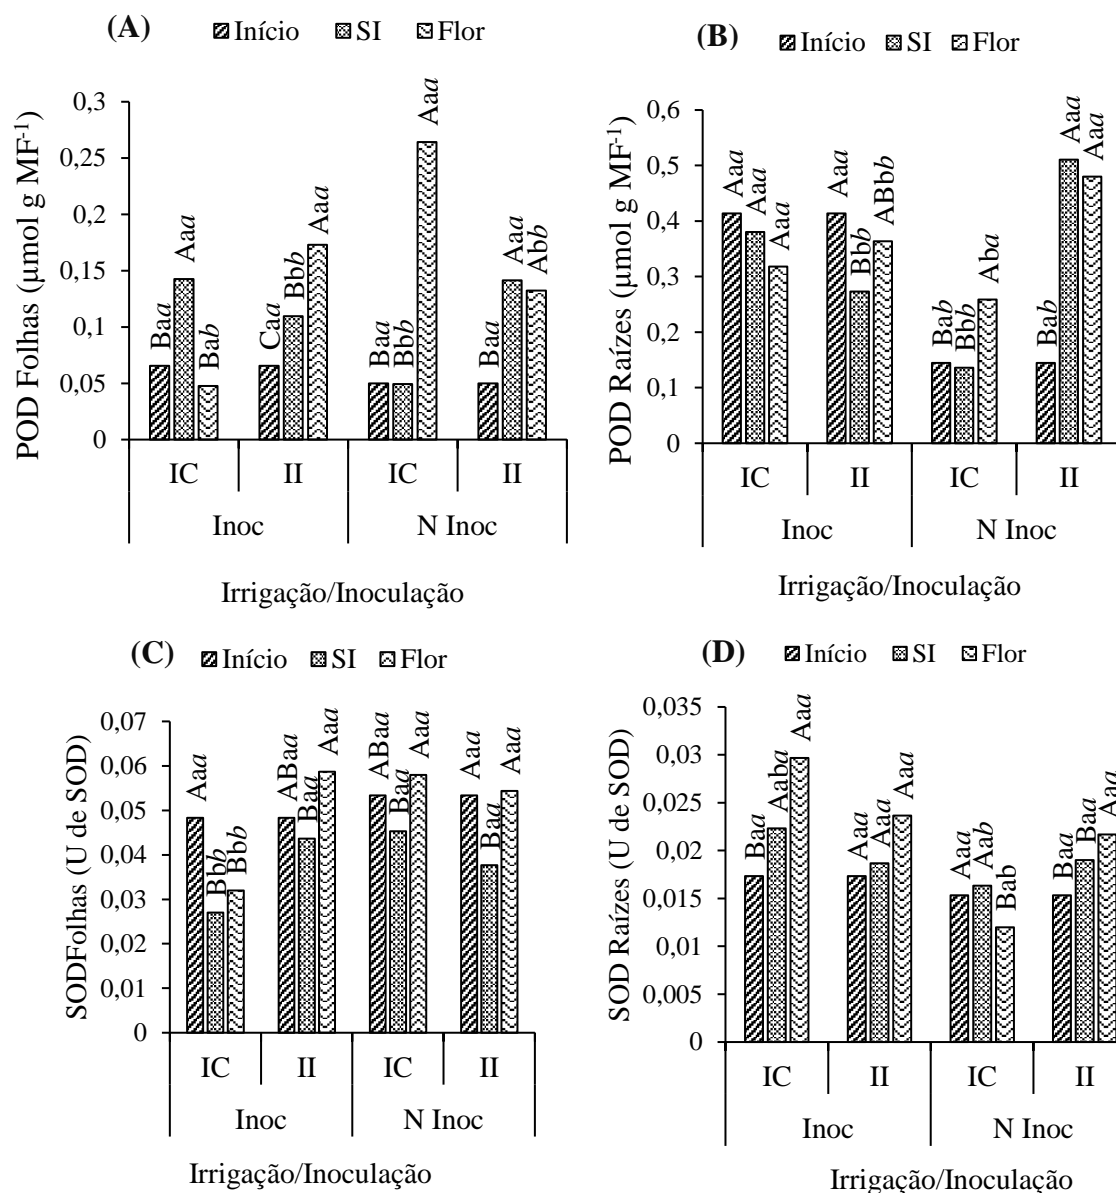 (A) Início SI Flor
POD Folhas (µmol g MF-1)
0,3
0,25
0,2
0,15
0,1
0,05
0
Baa Aaa Bab Caa Bbb Aaa Baa Bbb Aaa Baa Aaa Abb
IC II IC II
Inoc N Inoc
Irrigação/Inoculação
(B) Início SI Flor
POD Raízes (µmol g MF-1)
0,6
0,5
0,4
0,3
0,2
0,1
0
Aaa Aaa Aaa Aaa Bbb ABbb Bab Bbb Aba Bab Aaa Aaa
IC II IC II
Inoc N Inoc
Irrigação/Inoculação
(C) Início SI Flor
SODFolhas (U de SOD)
0,07
0,06
0,05
0,04
0,03
0,02
0,01
0
Aaa Bbb Bbb ABaa Baa Aaa ABaa Baa Aaa Aaa Baa Aaa
IC II IC II
Inoc N Inoc
Irrigação/Inoculação
(D) Início SI Flor
SOD Raízes (U de SOD)
0,035
0,03
0,025
0,02
0,015
0,01
0,005
0
Baa Aaba Aaa Aaa Aaa Aaa Aaa Aab Bab Baa Baa Aaa
IC II IC II
Inoc N Inoc
Irrigação/Inoculação